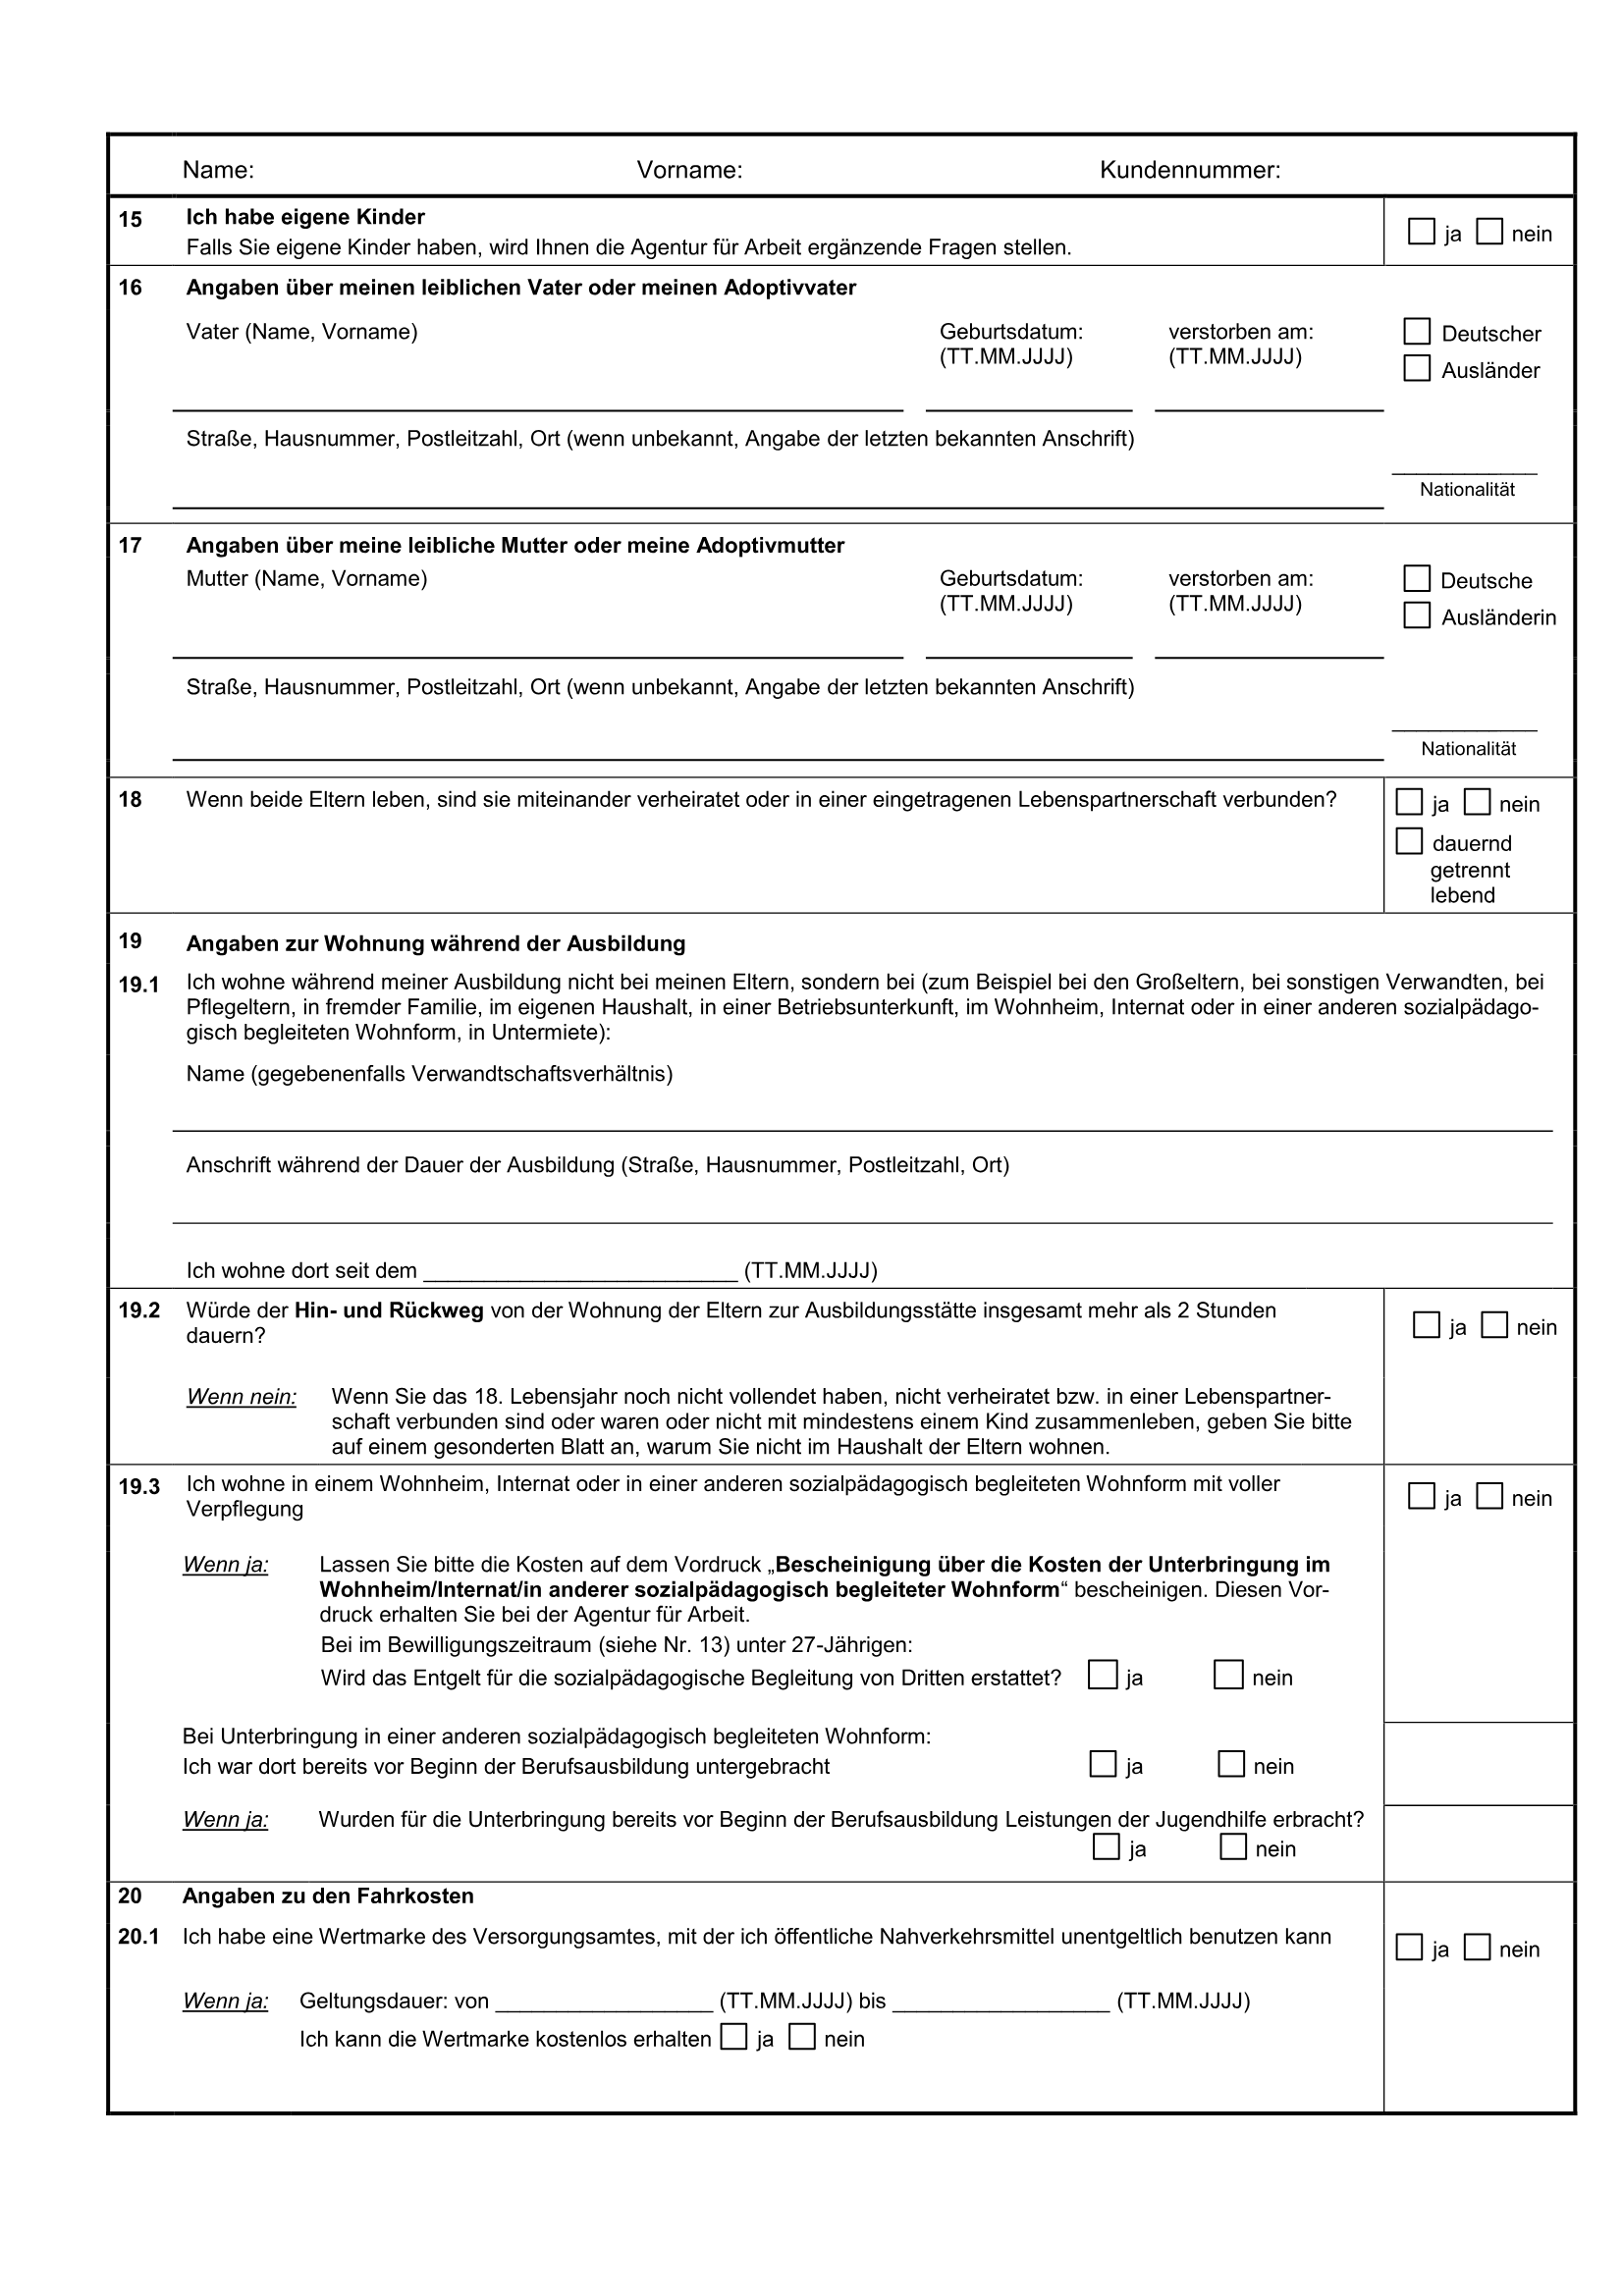 Name: Vorname: Kundennummer:
15 Ich habe eigene Kinder
Falls Sie eigene Kinder haben, wird Ihnen die Agentur für Arbeit ergänzende Fragen stellen.
ja nein
16 Angaben über meinen leiblichen Vater oder meinen Adoptivvater
Vater (Name, Vorname) Geburtsdatum: verstorben am: Deutscher
(TT.MM.JJJJ) (TT.MM.JJJJ)
Ausländer
Straße, Hausnummer, Postleitzahl, Ort (wenn unbekannt, Angabe der letzten bekannten Anschrift)
____________
Nationalität
17 Angaben über meine leibliche Mutter oder meine Adoptivmutter
Mutter (Name, Vorname) Geburtsdatum: verstorben am: Deutsche
(TT.MM.JJJJ) (TT.MM.JJJJ)
Ausländerin
Straße, Hausnummer, Postleitzahl, Ort (wenn unbekannt, Angabe der letzten bekannten Anschrift)
____________
Nationalität
18 Wenn beide Eltern leben, sind sie miteinander verheiratet oder in einer eingetragenen Lebenspartnerschaft verbunden?
ja nein
dauernd
getrennt
lebend
19 Angaben zur Wohnung während der Ausbildung
19.1 Ich wohne während meiner Ausbildung nicht bei meinen Eltern, sondern bei (zum Beispiel bei den Großeltern, bei sonstigen Verwandten, bei
Pflegeltern, in fremder Familie, im eigenen Haushalt, in einer Betriebsunterkunft, im Wohnheim, Internat oder in einer anderen sozialpädago-
gisch begleiteten Wohnform, in Untermiete):
Name (gegebenenfalls Verwandtschaftsverhältnis)
Anschrift während der Dauer der Ausbildung (Straße, Hausnummer, Postleitzahl, Ort)
Ich wohne dort seit dem __________________________ (TT.MM.JJJJ)
19.2 Würde der Hin- und Rückweg von der Wohnung der Eltern zur Ausbildungsstätte insgesamt mehr als 2 Stunden
dauern?
ja nein
Wenn nein: Wenn Sie das 18. Lebensjahr noch nicht vollendet haben, nicht verheiratet bzw. in einer Lebenspartner-
schaft verbunden sind oder waren oder nicht mit mindestens einem Kind zusammenleben, geben Sie bitte
auf einem gesonderten Blatt an, warum Sie nicht im Haushalt der Eltern wohnen.
19.3 Ich wohne in einem Wohnheim, Internat oder in einer anderen sozialpädagogisch begleiteten Wohnform mit voller
Verpflegung
ja nein
Wenn ja: Lassen Sie bitte die Kosten auf dem Vordruck „Bescheinigung über die Kosten der Unterbringung im
Wohnheim/Internat/in anderer sozialpädagogisch begleiteter Wohnform“ bescheinigen. Diesen Vor-
druck erhalten Sie bei der Agentur für Arbeit.
Bei im Bewilligungszeitraum (siehe Nr. 13) unter 27-Jährigen:
Wird das Entgelt für die sozialpädagogische Begleitung von Dritten erstattet? ja nein
Bei Unterbringung in einer anderen sozialpädagogisch begleiteten Wohnform:
Ich war dort bereits vor Beginn der Berufsausbildung untergebracht ja nein
Wenn ja: Wurden für die Unterbringung bereits vor Beginn der Berufsausbildung Leistungen der Jugendhilfe erbracht?
ja nein
20 Angaben zu den Fahrkosten
20.1 Ich habe eine Wertmarke des Versorgungsamtes, mit der ich öffentliche Nahverkehrsmittel unentgeltlich benutzen kann
ja nein
Wenn ja: Geltungsdauer: von __________________ (TT.MM.JJJJ) bis __________________ (TT.MM.JJJJ)
Ich kann die Wertmarke kostenlos erhalten ja nein